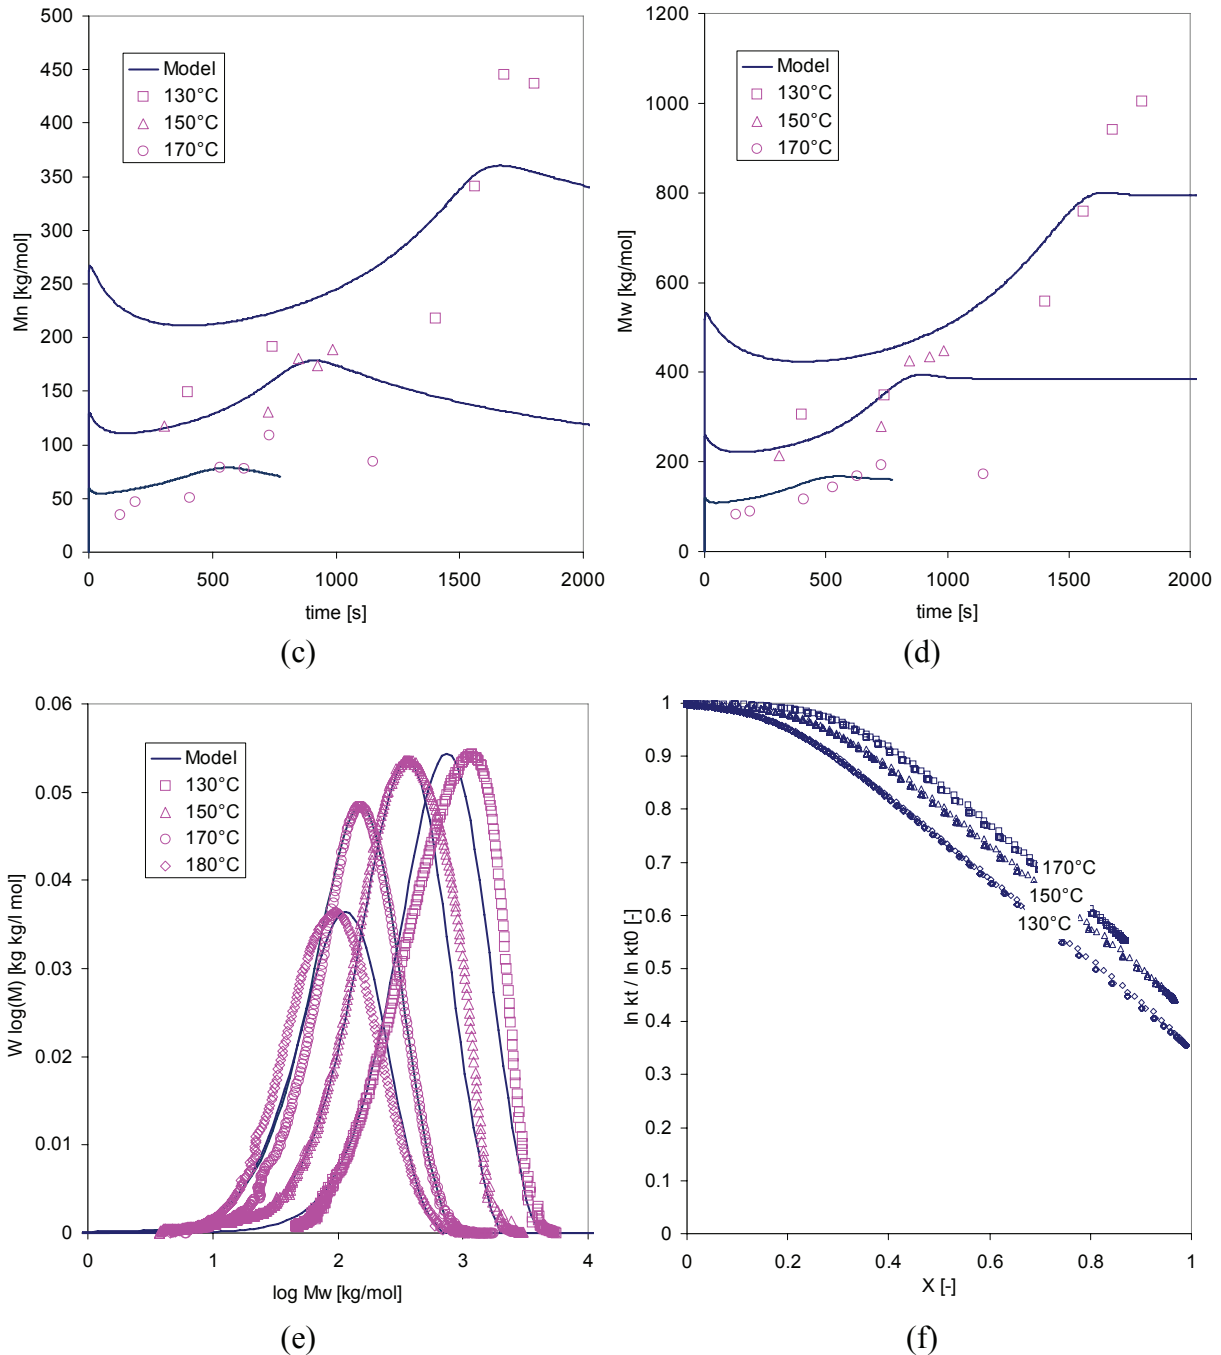 500
450
400
350
300
250
200
150
100
50
0
Mn [kg/mol]
Model
130°C
150°C
170°C
0 500 1000 1500 2000
time [s]
(c)
1200
1000
800
600
400
200
0
Mw [kg/mol]
Model
130°C
150°C
170°C
0 500 1000 1500 2000
time [s]
(d)
0.06
0.05
0.04
0.03
0.02
0.01
0
W log(M) [kg kg/l mol]
Model
130°C
150°C
170°C
180°C
0 1 2 3 4
log Mw [kg/mol]
(e)
1
0.9
0.8
0.7
0.6
0.5
0.4
0.3
0.2
0.1
0
ln kt / ln kt0 [-]
170°C
150°C
130°C
0 0.2 0.4 0.6 0.8 1
X [-]
(f)